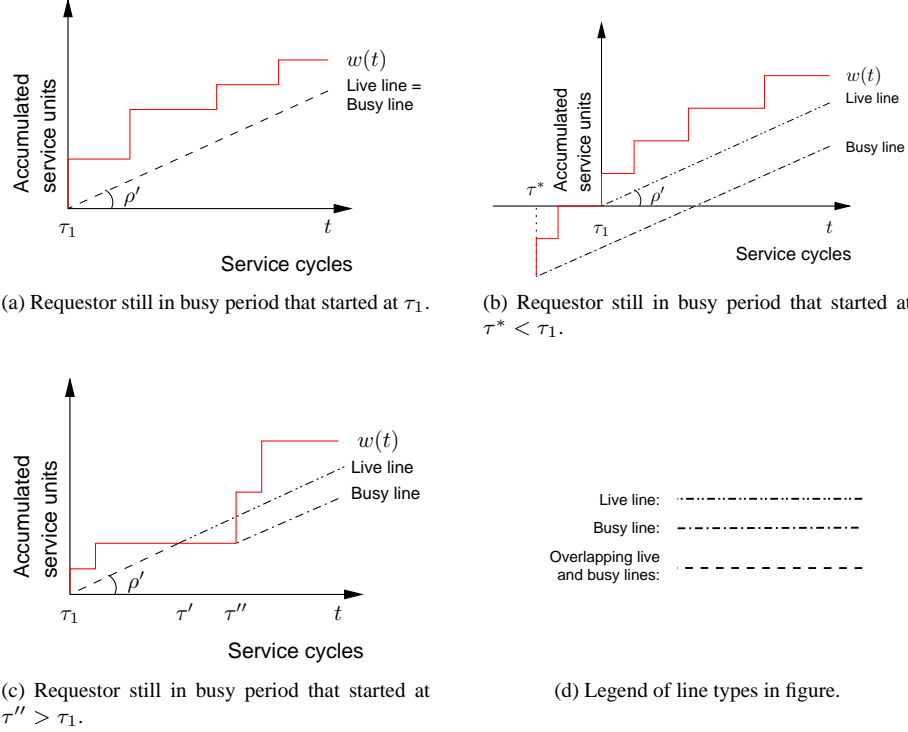 Accumulated
service units
w(t)
Live line =
Busy line
ρ′
τ₁
t
Service cycles
(a) Requestor still in busy period that started at τ₁.
Accumulated
service units
w(t)
Live line
Busy line
τ*
ρ′
τ₁
t
Service cycles
(b) Requestor still in busy period that started at
τ* < τ₁.
Accumulated
service units
w(t)
Live line
Busy line
ρ′
τ₁
τ′
τ′′
t
Service cycles
(c) Requestor still in busy period that started at
τ′′ > τ₁.
Live line:
Busy line:
Overlapping live
and busy lines:
(d) Legend of line types in figure.